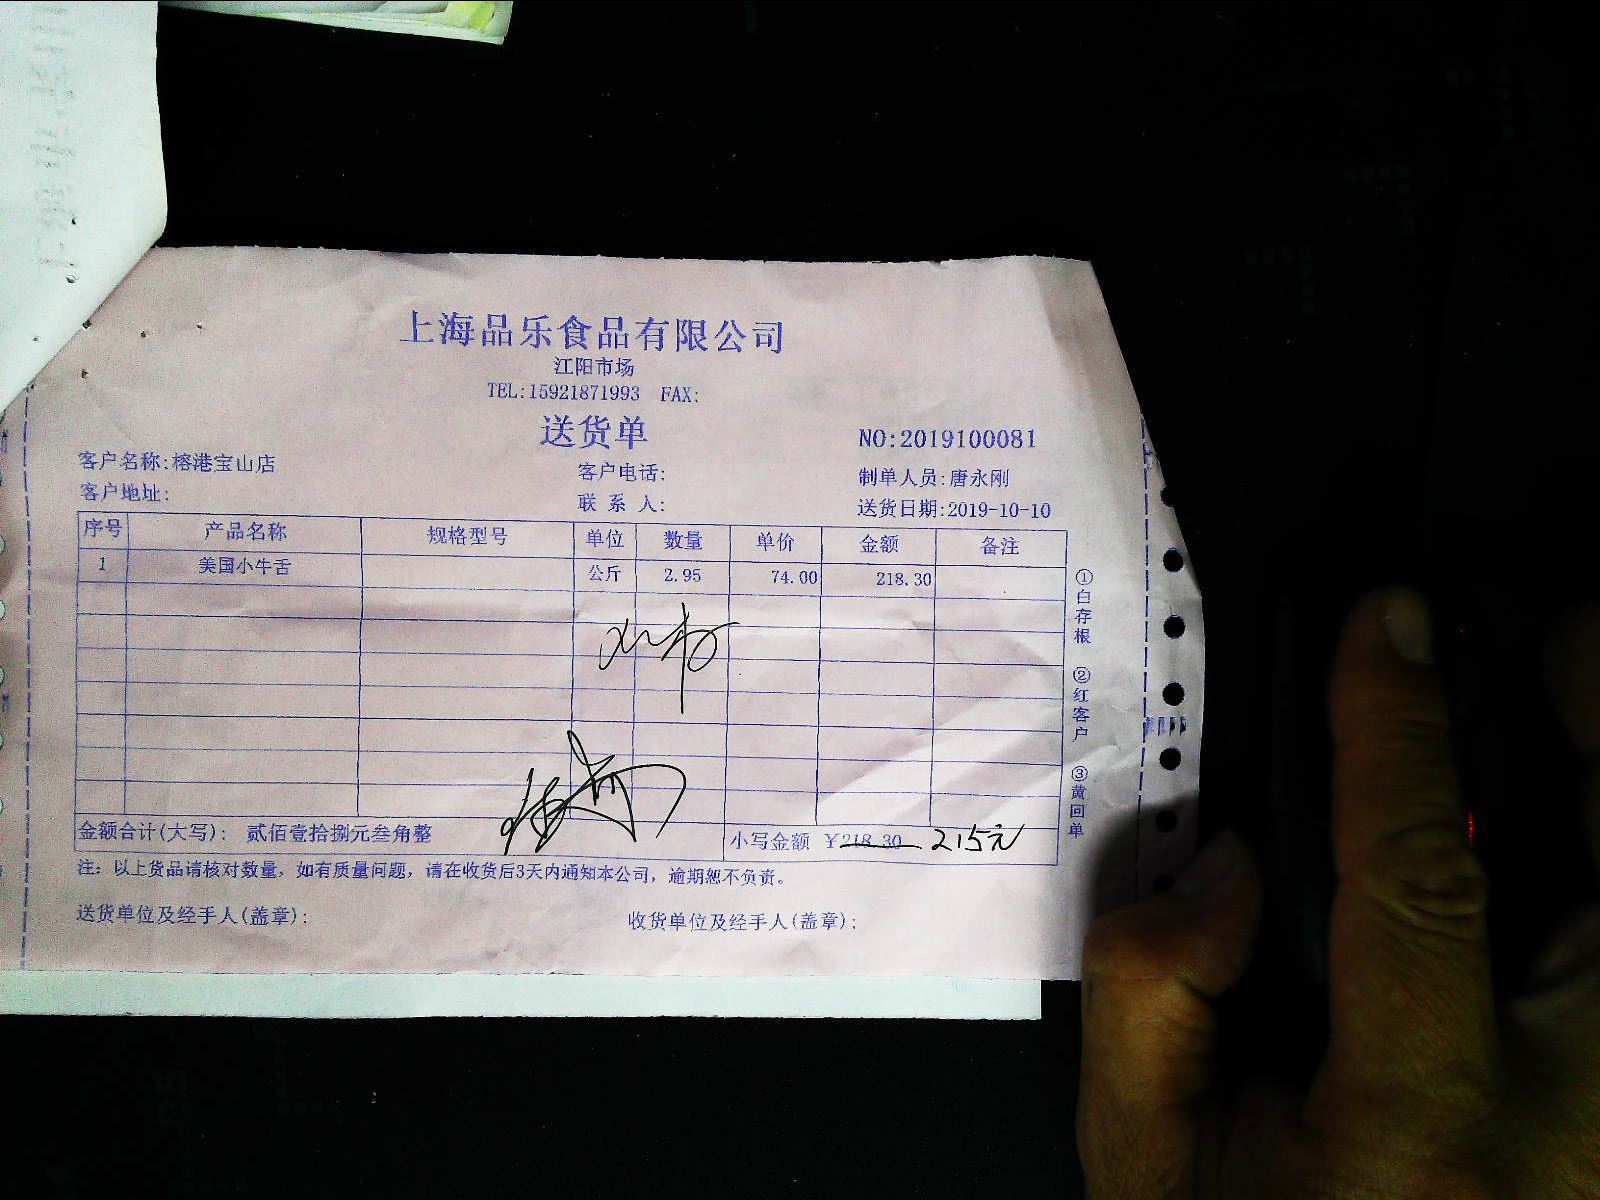 上海品乐食品有限公司
江阳市场
TEL:15921871993 FAX:
送货单
NO:2019100081
客户名称:榕港宝山店 客户电话: 制单人员:唐永刚
客户地址: 联 系 人: 送货日期:2019-10-10
序号 产品名称 规格型号 单位 数量 单价 金额 备注
1 美国小牛舌 公斤 2.95 74.00 218.30
金额合计(大写): 贰佰壹拾捌元叁角整 小写金额 ¥218.30 215元
注: 以上货品请核对数量, 如有质量问题, 请在收货后3天内通知本公司, 逾期恕不负责。
送货单位及经手人(盖章): 收货单位及经手人(盖章):
①白存根 ②红客户 ③黄回单